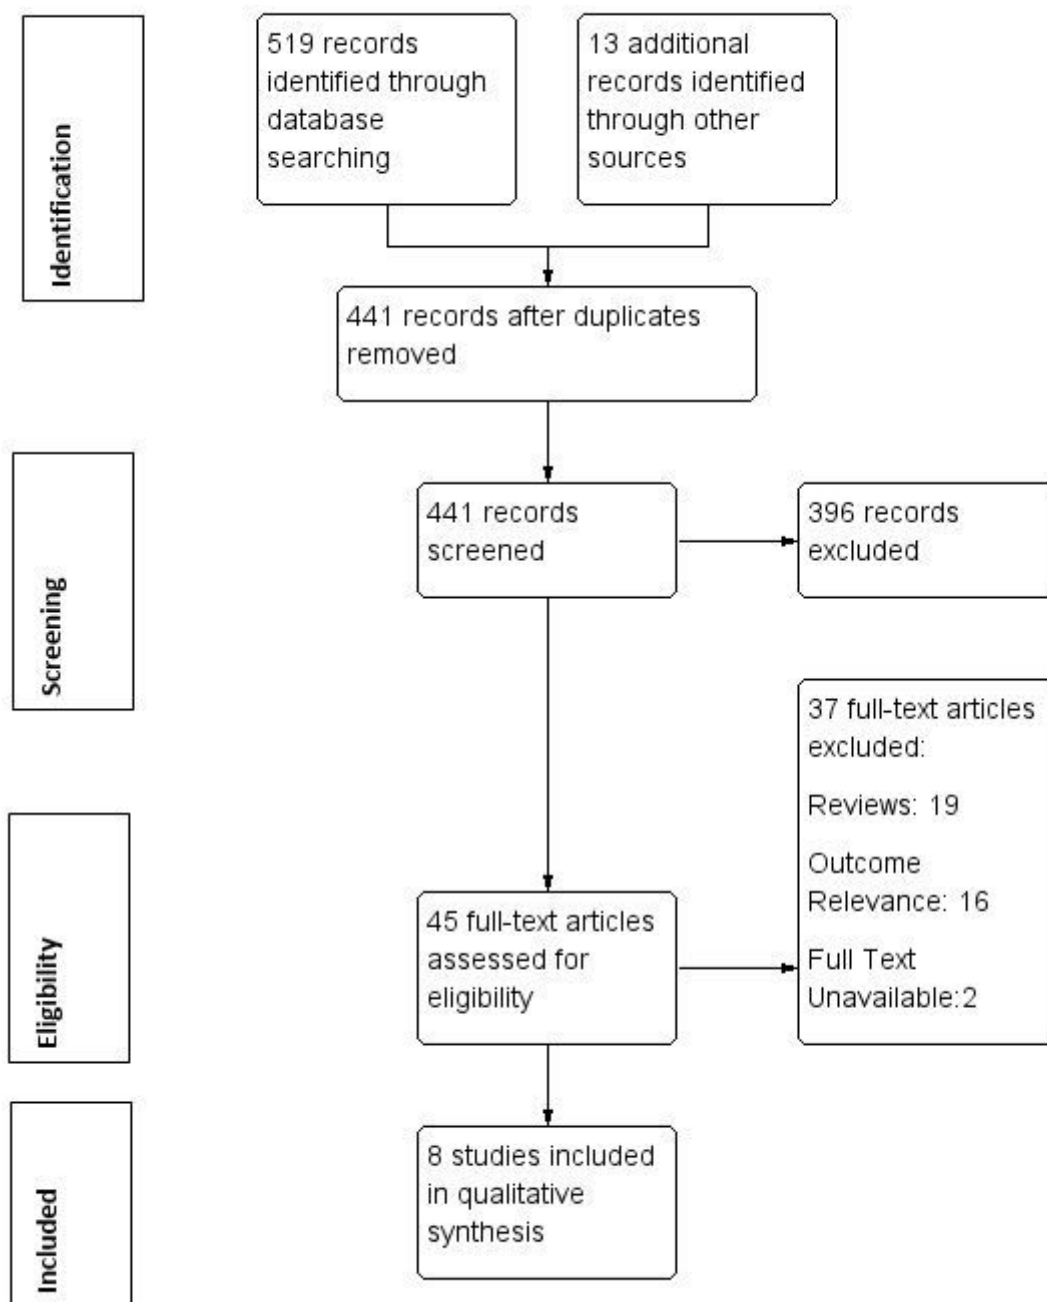 Identification
519 records
identified through
database
searching
13 additional
records identified
through other
sources
441 records after duplicates
removed
Screening
441 records
screened
396 records
excluded
Eligibility
45 full-text articles
assessed for
eligibility
37 full-text articles
excluded:
Reviews: 19
Outcome
Relevance: 16
Full Text
Unavailable:2
Included
8 studies included
in qualitative
synthesis